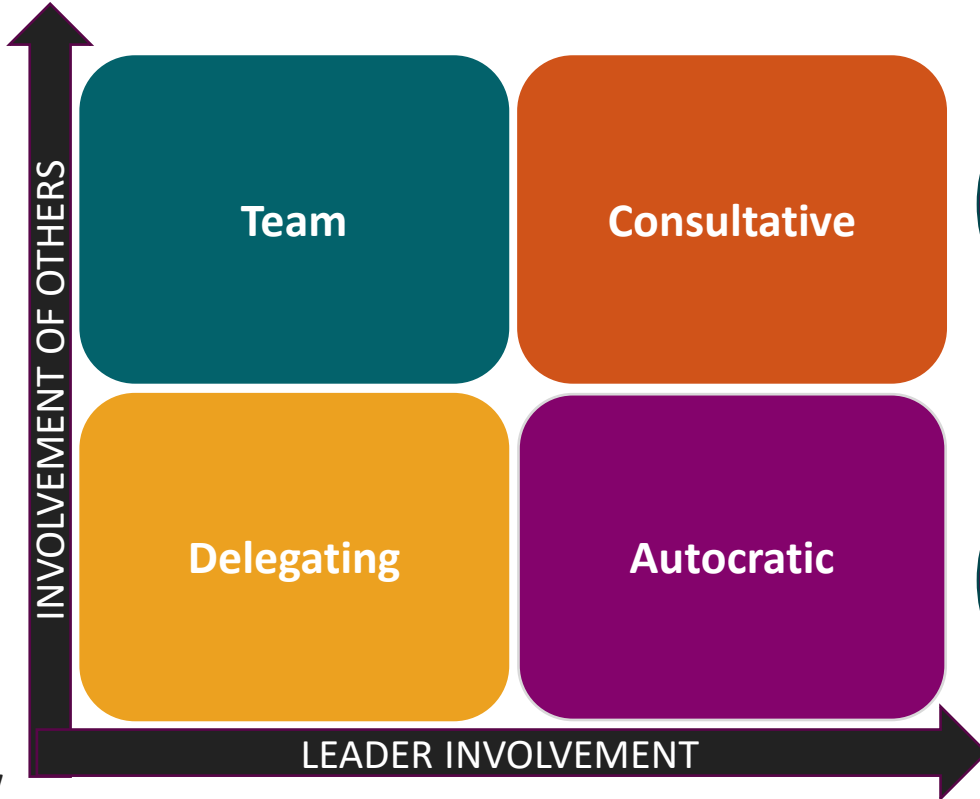 INVOLVEMENT OF OTHERS
Team
Consultative
Delegating
Autocratic
LEADER INVOLVEMENT